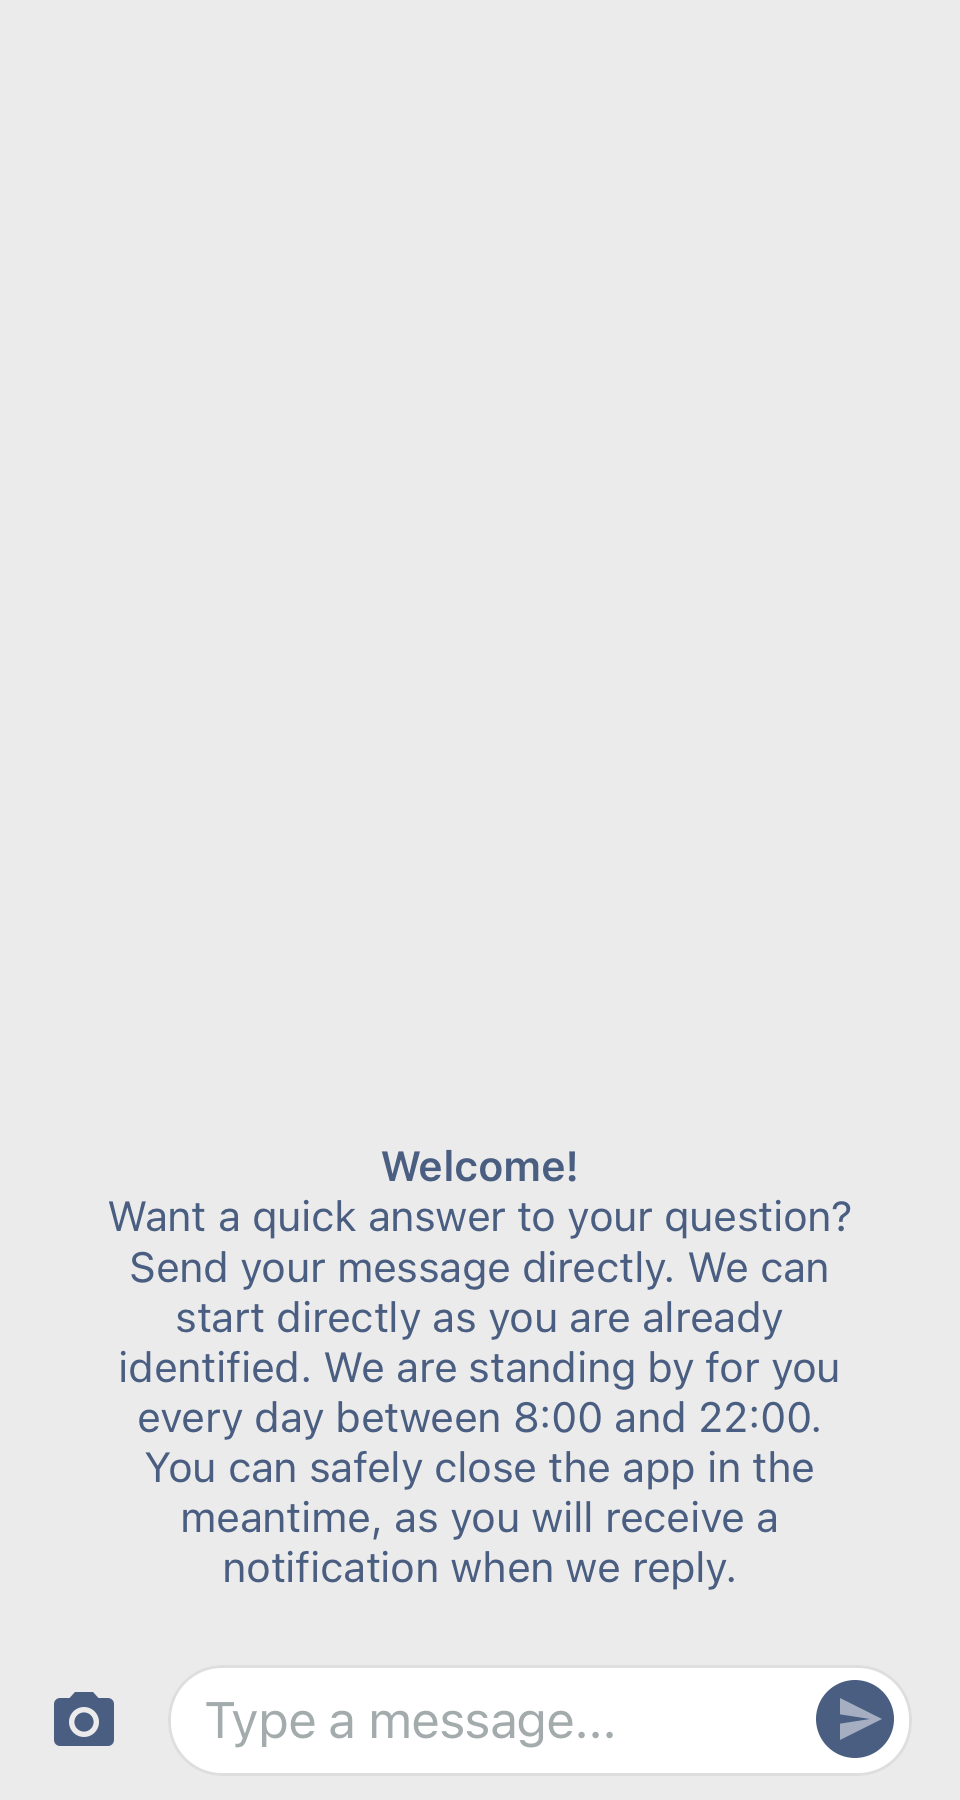 Welcome!
Want a quick answer to your question?
Send your message directly. We can
start directly as you are already
identified. We are standing by for you
every day between 8:00 and 22:00.
You can safely close the app in the
meantime, as you will receive a
notification when we reply.
Type a message...